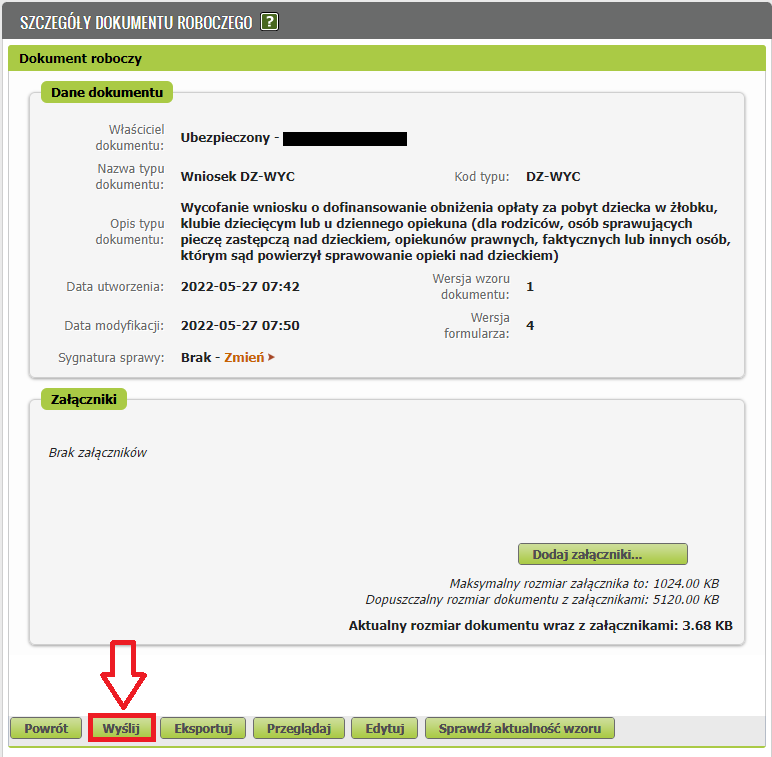 SZCZEGÓŁY DOKUMENTU ROBOCZEGO ?
Dokument roboczy
Dane dokumentu
Właściciel dokumentu: Ubezpieczony -
Nazwa typu dokumentu: Wniosek DZ-WYC Kod typu: DZ-WYC
Opis typu dokumentu:
Wycofanie wniosku o dofinansowanie obniżenia opłaty za pobyt dziecka w żłobku,
klubie dziecięcym lub u dziennego opiekuna (dla rodziców, osób sprawujących
pieczę zastępczą nad dzieckiem, opiekunów prawnych, faktycznych lub innych osób,
którym sąd powierzył sprawowanie opieki nad dzieckiem)
Data utworzenia: 2022-05-27 07:42 Wersja wzoru dokumentu: 1
Data modyfikacji: 2022-05-27 07:50 Wersja formularza: 4
Sygnatura sprawy: Brak - Zmień
Załączniki
Brak załączników
Dodaj załączniki...
Maksymalny rozmiar załącznika to: 1024.00 KB
Dopuszczalny rozmiar dokumentu z załącznikami: 5120.00 KB
Aktualny rozmiar dokumentu wraz z załącznikami: 3.68 KB
Powrót Wyślij Eksportuj Przeglądaj Edytuj Sprawdź aktualność wzoru